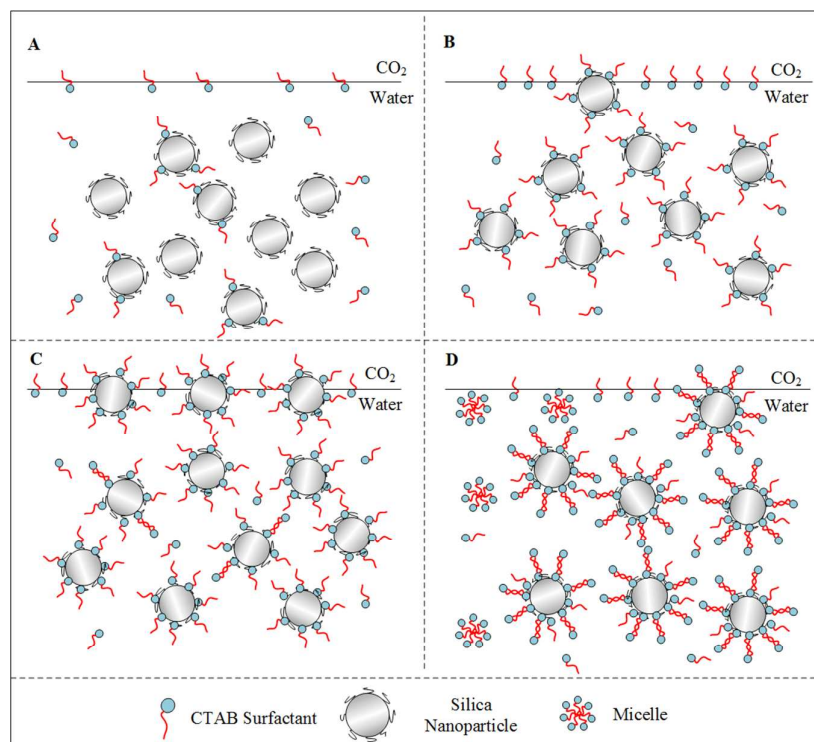 A
CO2
Water
B
CO2
Water
C
CO2
Water
D
CO2
Water
CTAB Surfactant
Silica
Nanoparticle
Micelle